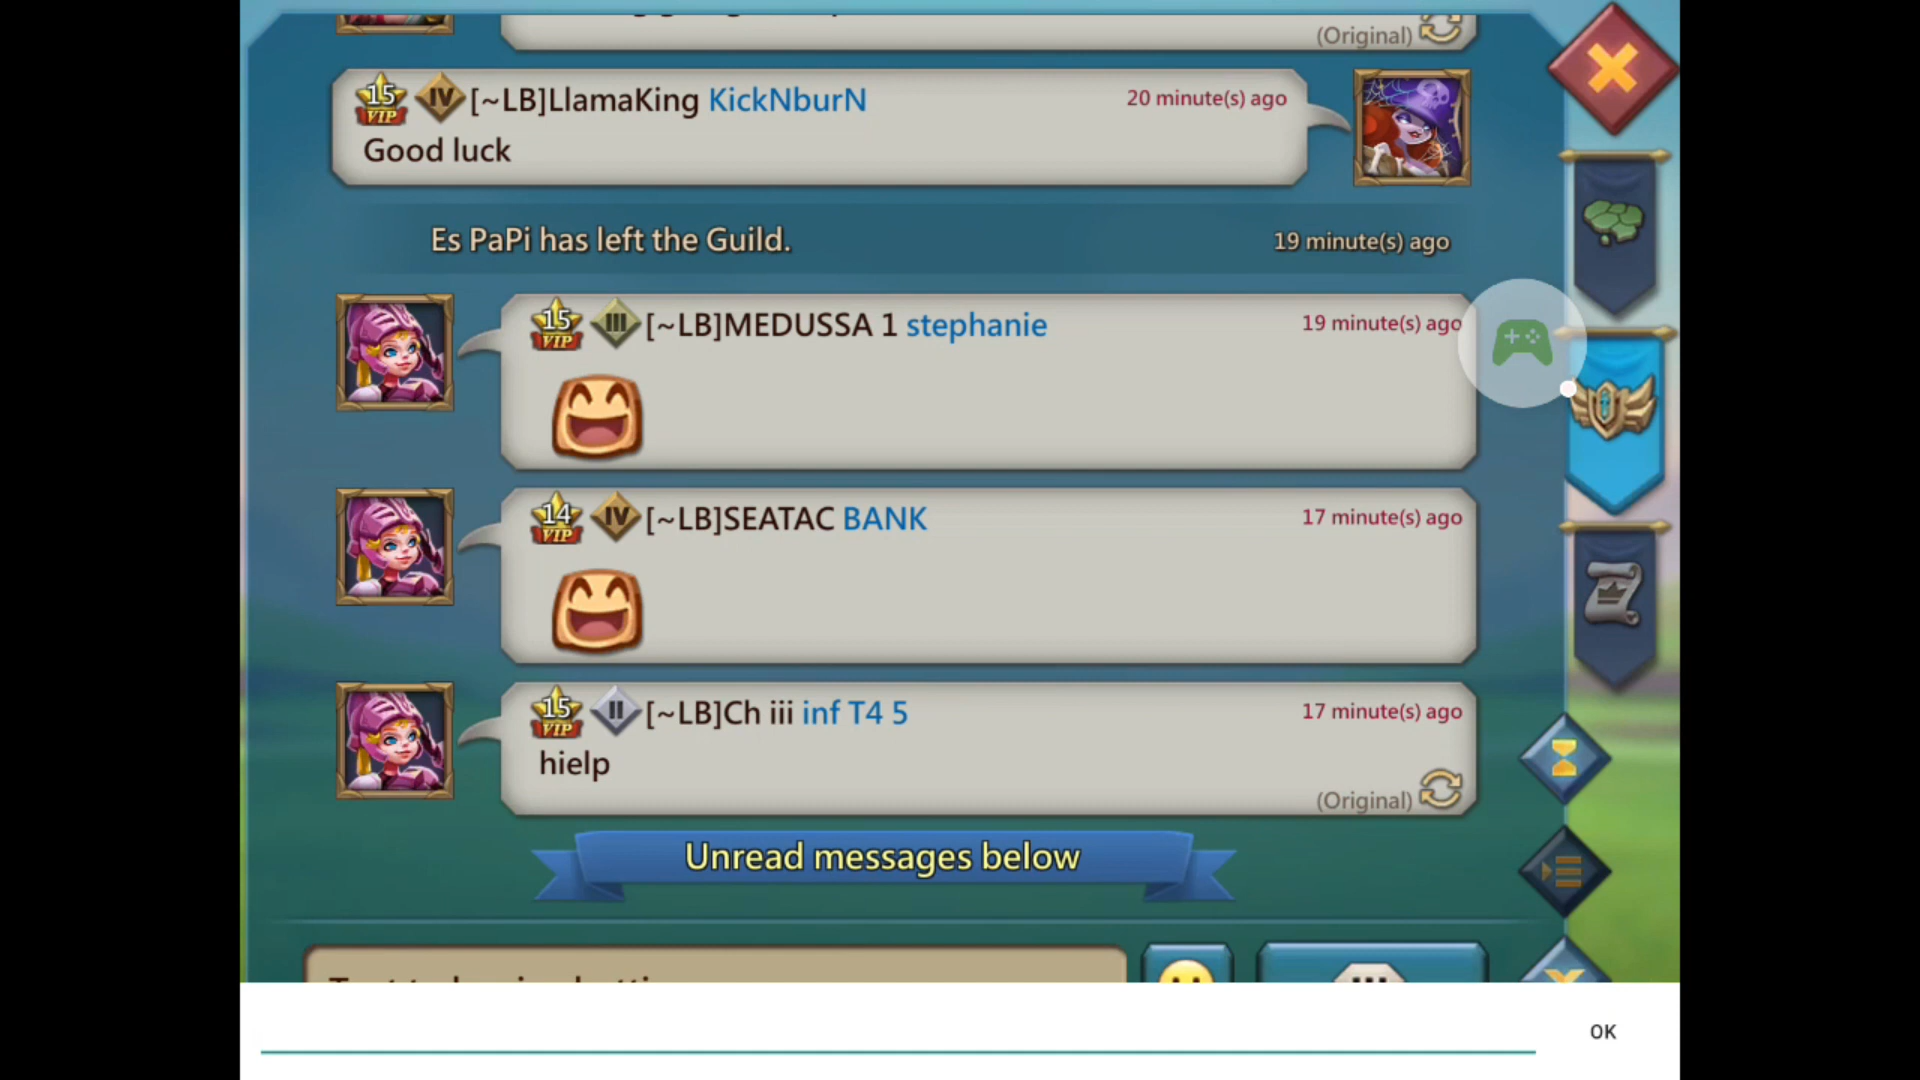 (Original)
15 VIP IV [~LB]LlamaKing KickNburN 20 minute(s) ago
Good luck
Es PaPi has left the Guild. 19 minute(s) ago
15 VIP III [~LB]MEDUSSA 1 stephanie 19 minute(s) ago
14 VIP IV [~LB]SEATAC BANK 17 minute(s) ago
15 VIP II [~LB]Ch iii inf T4 5 17 minute(s) ago
hielp
(Original)
Unread messages below
OK